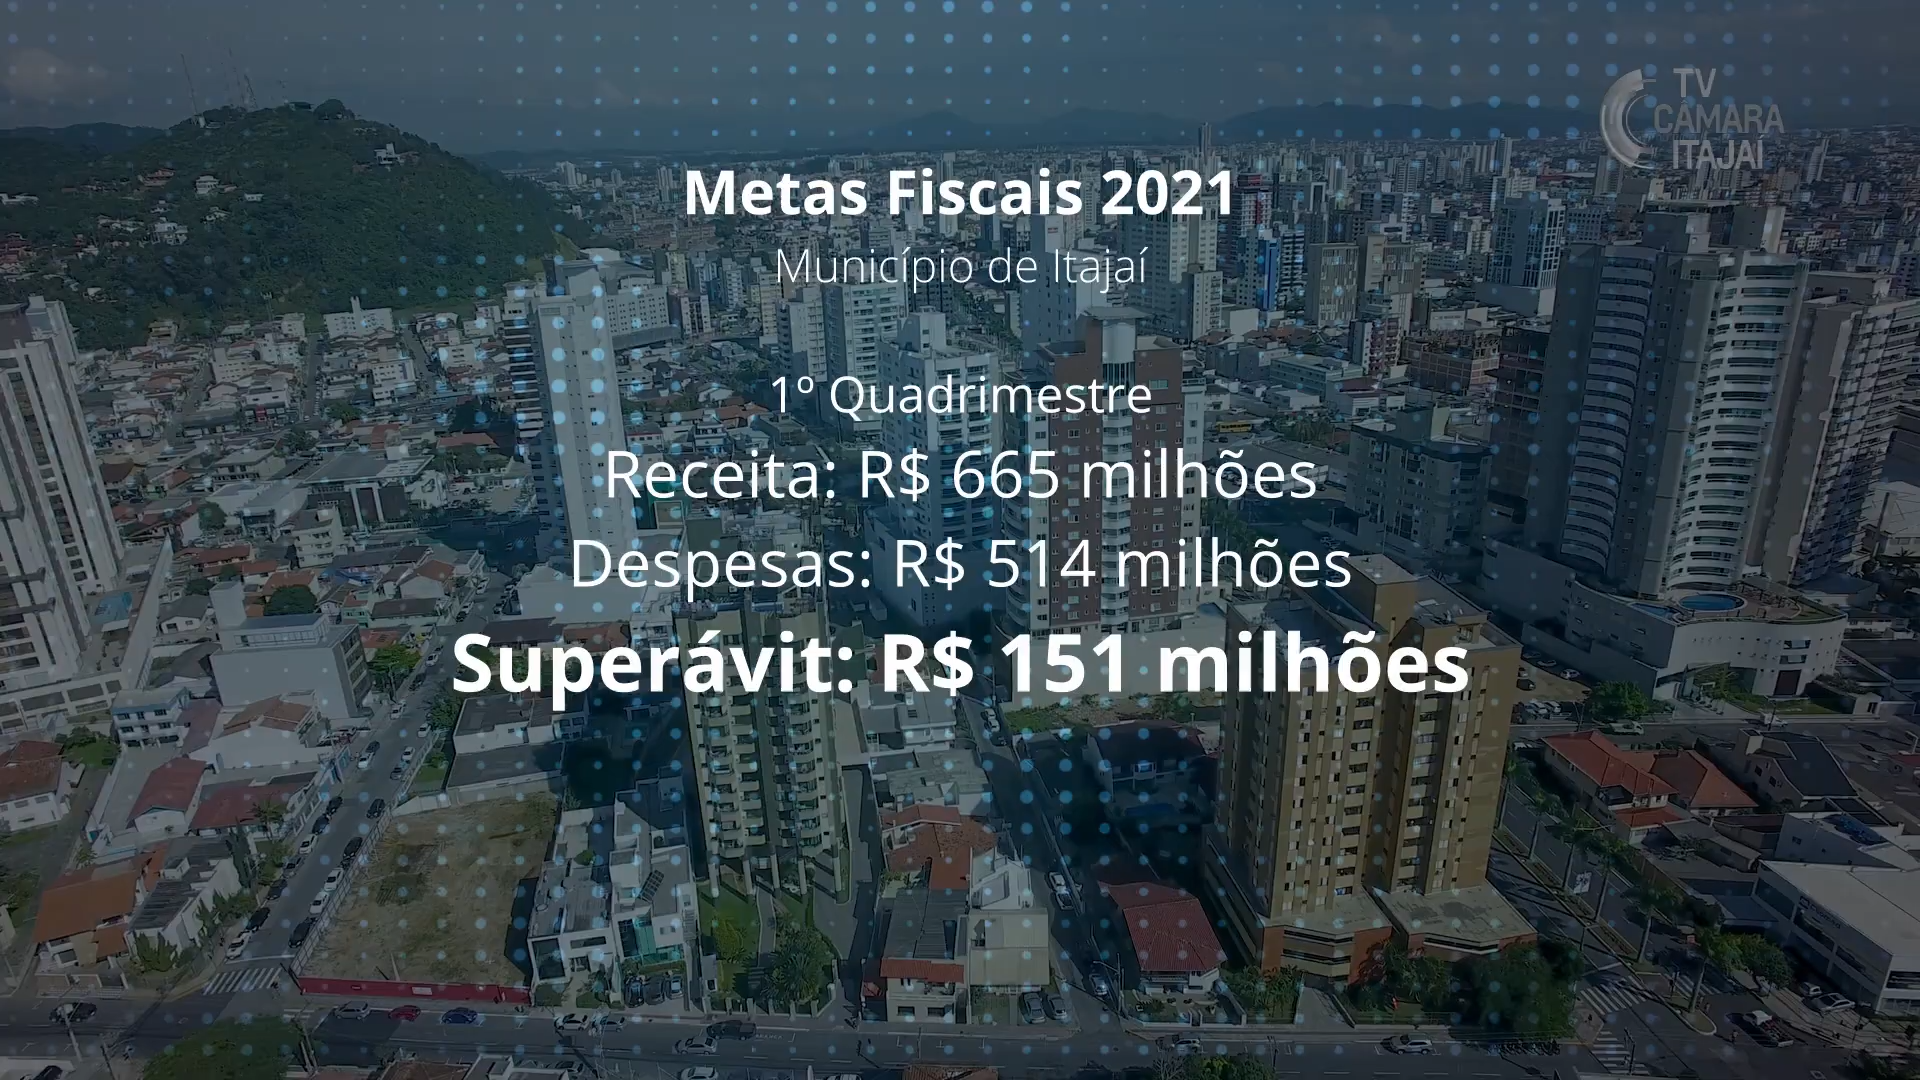 TV
CÂMARA
ITAJAÍ
Metas Fiscais 2021
Município de Itajaí
1º Quadrimestre
Receita: R$ 665 milhões
Despesas: R$ 514 milhões
Superávit: R$ 151 milhões